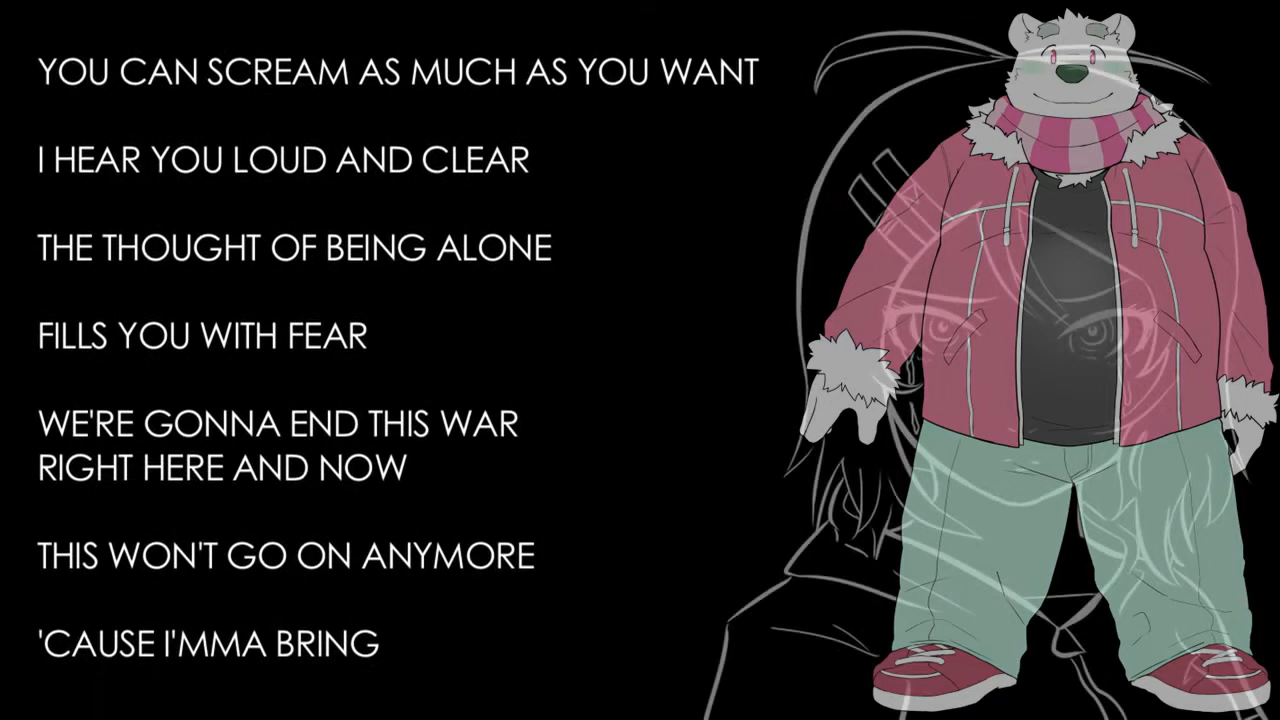 YOU CAN SCREAM AS MUCH AS YOU WANT
I HEAR YOU LOUD AND CLEAR
THE THOUGHT OF BEING ALONE
FILLS YOU WITH FEAR
WE'RE GONNA END THIS WAR
RIGHT HERE AND NOW
THIS WON'T GO ON ANYMORE
'CAUSE I'MMA BRING